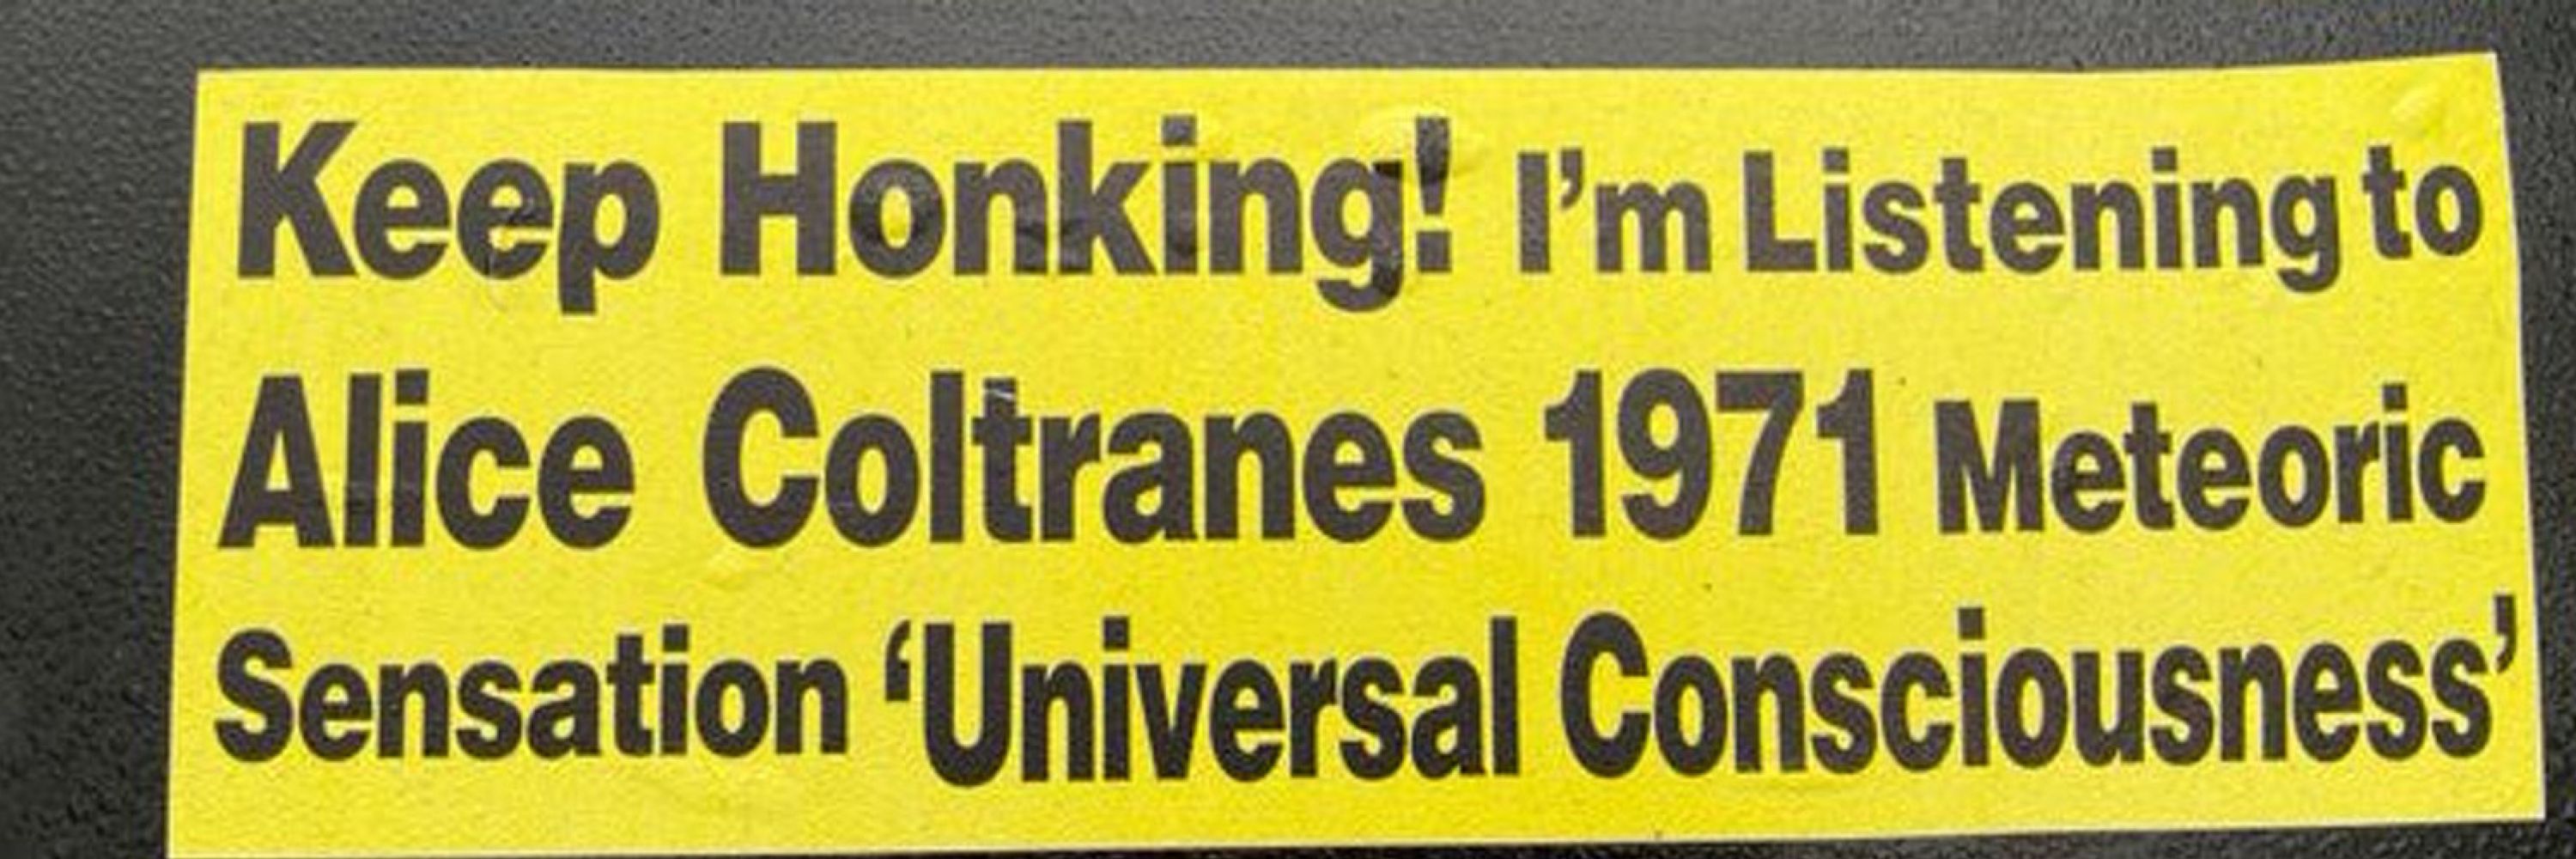 Keep Honking! I’m Listening to
Alice Coltranes 1971 Meteoric
Sensation ‘Universal Consciousness’